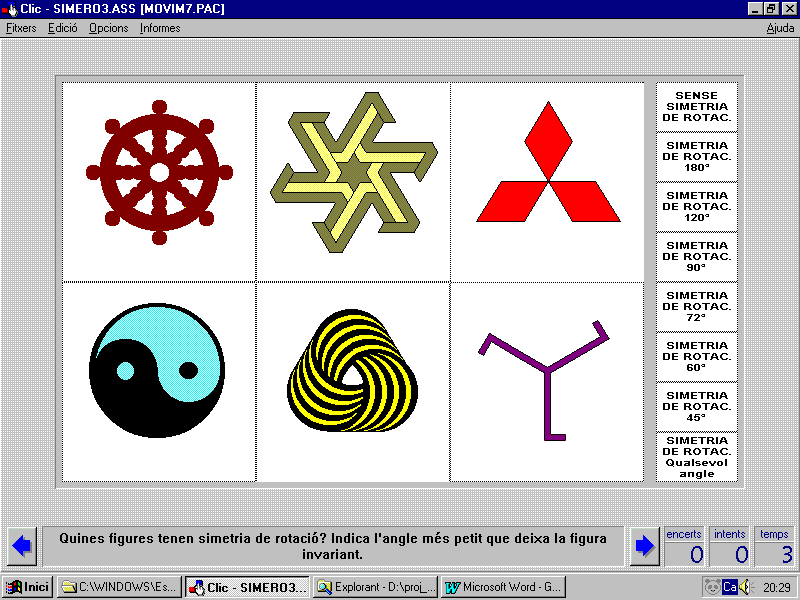 Clic - SIMERO3.ASS [MOVIM7.PAC]
Fitxers Edició Opcions Informes Ajuda
SENSE
SIMETRIA
DE ROTAC.
SIMETRIA
DE ROTAC.
180°
SIMETRIA
DE ROTAC.
120°
SIMETRIA
DE ROTAC.
90°
SIMETRIA
DE ROTAC.
72°
SIMETRIA
DE ROTAC.
60°
SIMETRIA
DE ROTAC.
45°
SIMETRIA
DE ROTAC.
Qualsevol
angle
Quines figures tenen simetria de rotació? Indica l'angle més petit que deixa la figura
invariant.
encerts intents temps
0 0 3
Inici C:\WINDOWS\Es... Clic - SIMERO3... Explorant - D:\proj_... Microsoft Word - G... Ca 20:29